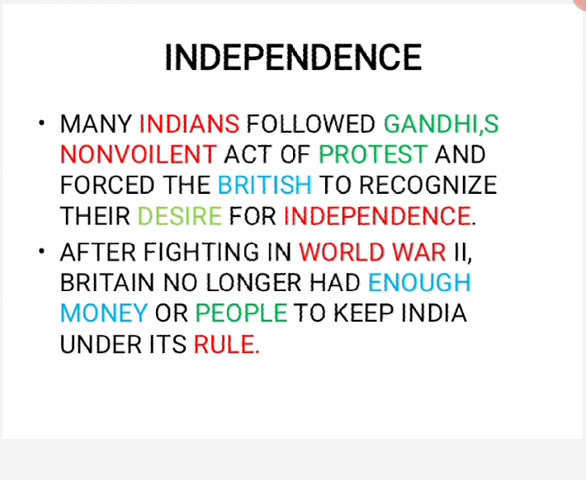 INDEPENDENCE
• MANY INDIANS FOLLOWED GANDHI,S
NONVOILENT ACT OF PROTEST AND
FORCED THE BRITISH TO RECOGNIZE
THEIR DESIRE FOR INDEPENDENCE.
• AFTER FIGHTING IN WORLD WAR II,
BRITAIN NO LONGER HAD ENOUGH
MONEY OR PEOPLE TO KEEP INDIA
UNDER ITS RULE.